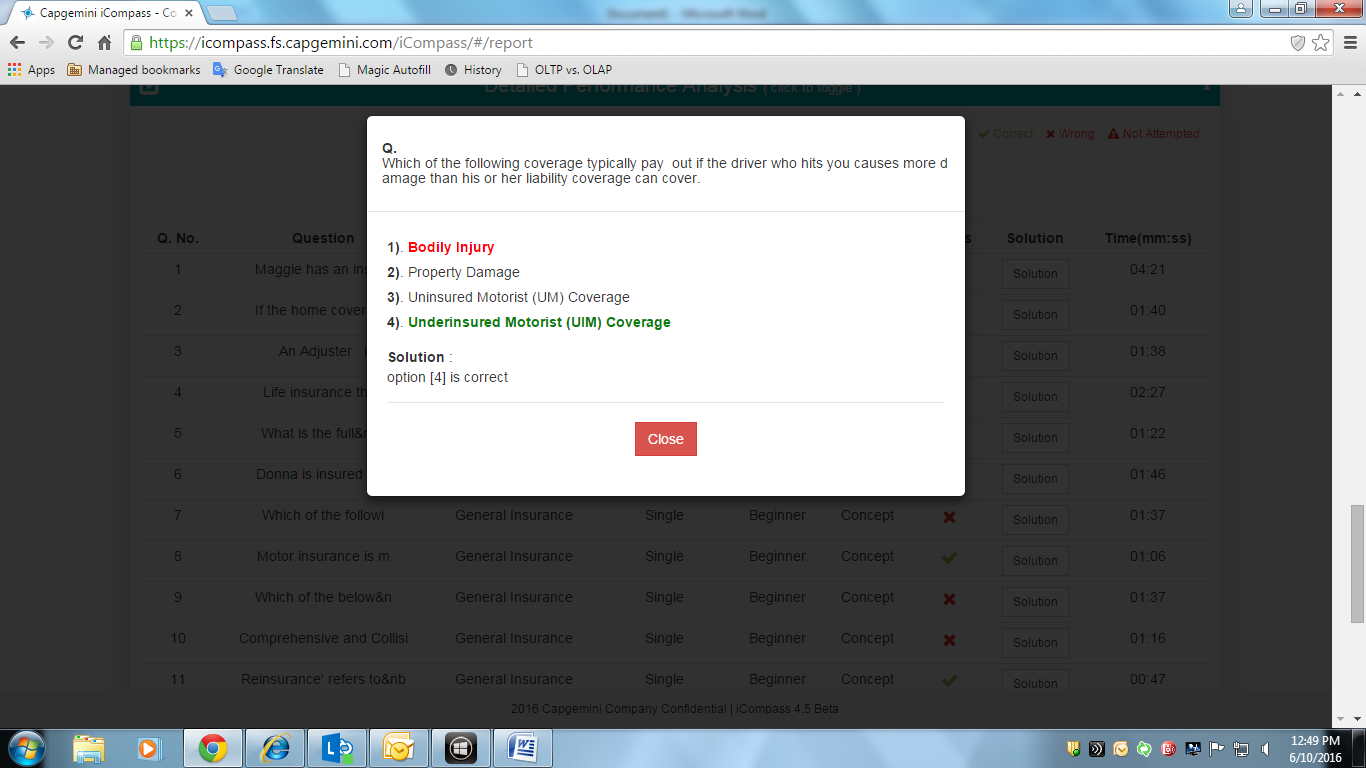 Capgemini iCompass - Co
Document1 - Microsoft Word
https://icompass.fs.capgemini.com/iCompass/#/report
Apps Managed bookmarks Google Translate Magic Autofill History OLTP vs. OLAP
Detailed Performance Analysis ( click to toggle )
Correct Wrong Not Attempted
Q.
Which of the following coverage typically pay out if the driver who hits you causes more d
amage than his or her liability coverage can cover.
1). Bodily Injury
2). Property Damage
3). Uninsured Motorist (UM) Coverage
4). Underinsured Motorist (UIM) Coverage
Solution :
option [4] is correct
Close
Q. No. Question s Solution Time(mm:ss)
1 Maggie has an ins Solution 04:21
2 If the home cover Solution 01:40
3 An Adjuster Solution 01:38
4 Life insurance th Solution 02:27
5 What is the full&n Solution 01:22
6 Donna is insured Solution 01:46
7 Which of the followi General Insurance Single Beginner Concept Solution 01:37
8 Motor insurance is m General Insurance Single Beginner Concept Solution 01:06
9 Which of the below&n General Insurance Single Beginner Concept Solution 01:37
10 Comprehensive and Collisi General Insurance Single Beginner Concept Solution 01:16
11 Reinsurance' refers to&nb General Insurance Single Beginner Concept Solution 00:47
2016 Capgemini Company Confidential | iCompass 4.5 Beta
12:49 PM
6/10/2016